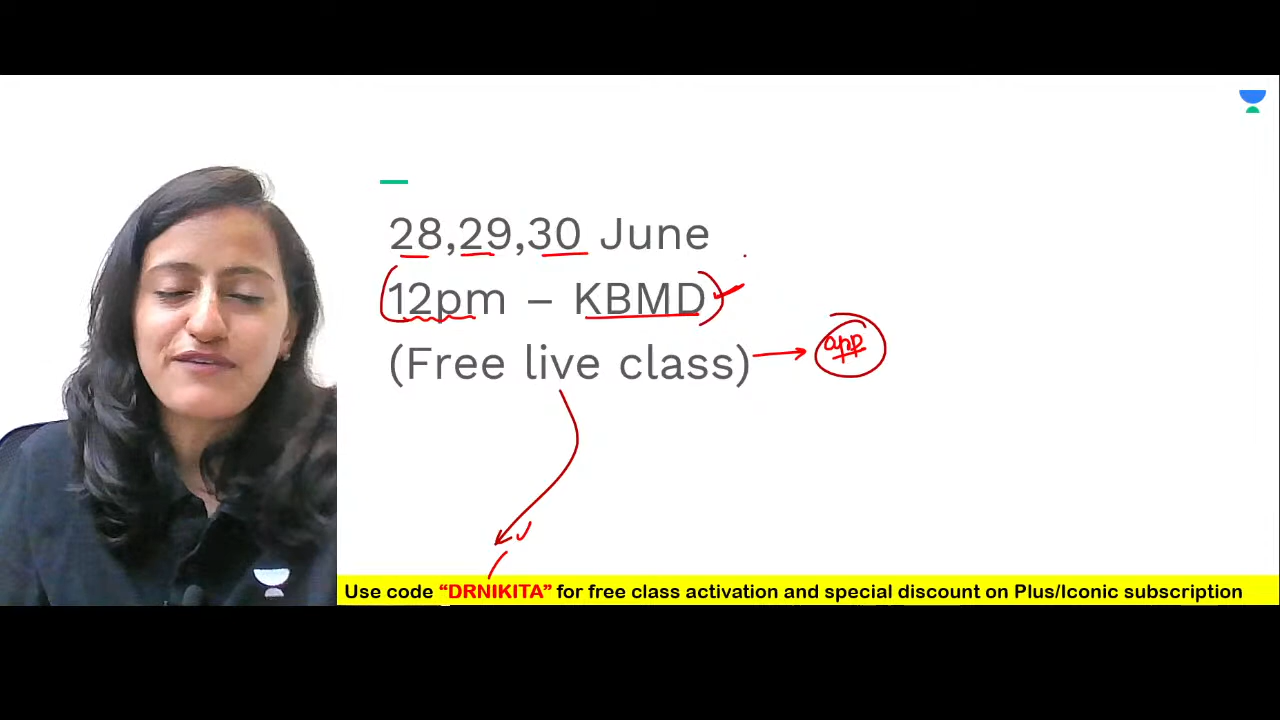 28,29,30 June
12pm – KBMD
(Free live class)
app
Use code “DRNIKITA” for free class activation and special discount on Plus/Iconic subscription